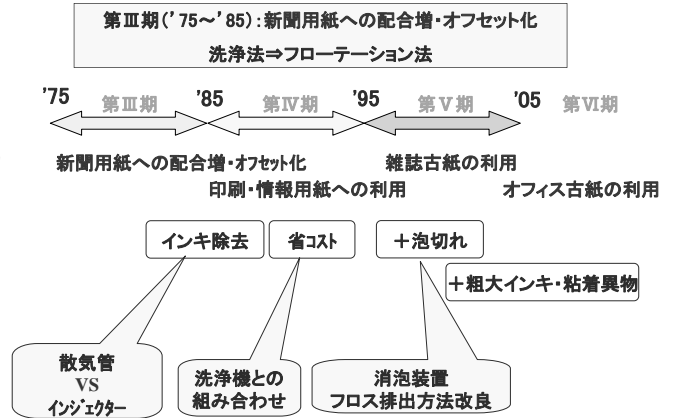 第Ⅲ期('75～'85):新聞用紙への配合増・オフセット化
洗浄法⇒フローテーション法
'75 第Ⅲ期 '85 第Ⅳ期 '95 第Ⅴ期 '05 第Ⅵ期
新聞用紙への配合増・オフセット化 雑誌古紙の利用
印刷・情報用紙への利用 オフィス古紙の利用
インキ除去 省コスト ＋泡切れ
＋粗大インキ・粘着異物
散気管
VS
インジェクター
洗浄機との
組み合わせ
消泡装置
フロス排出方法改良